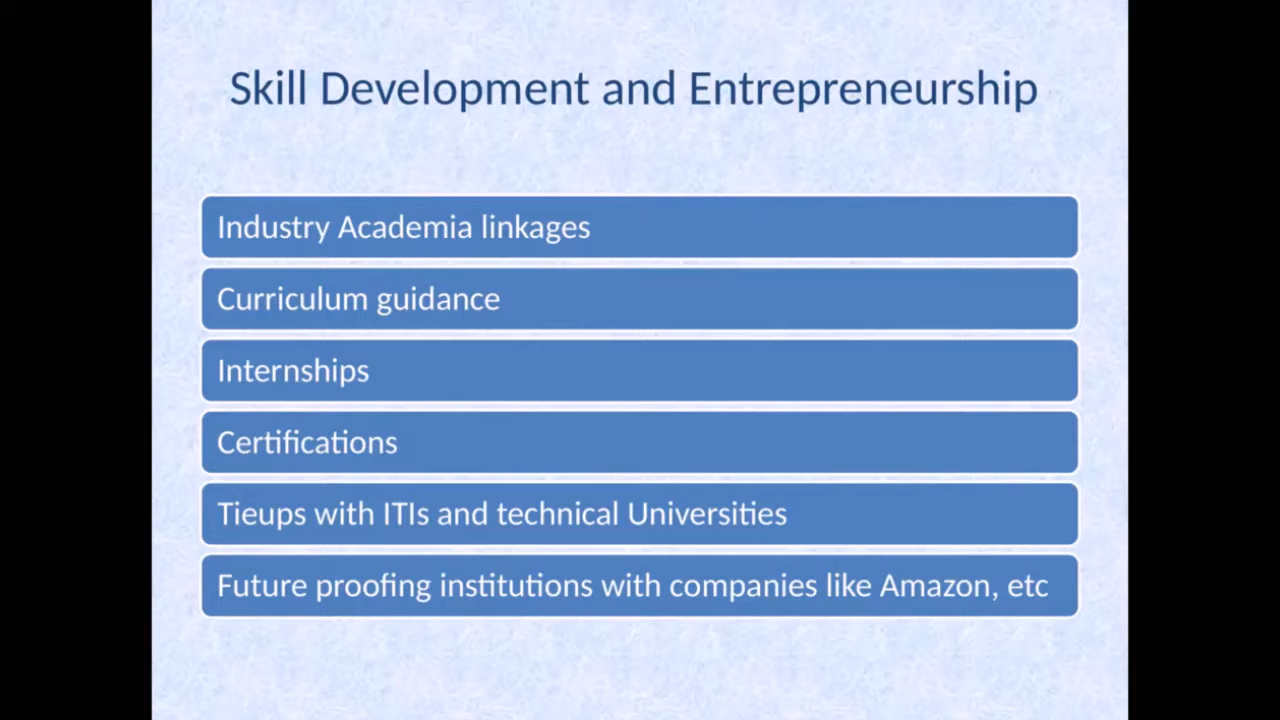 Skill Development and Entrepreneurship
Industry Academia linkages
Curriculum guidance
Internships
Certifications
Tieups with ITIs and technical Universities
Future proofing institutions with companies like Amazon, etc